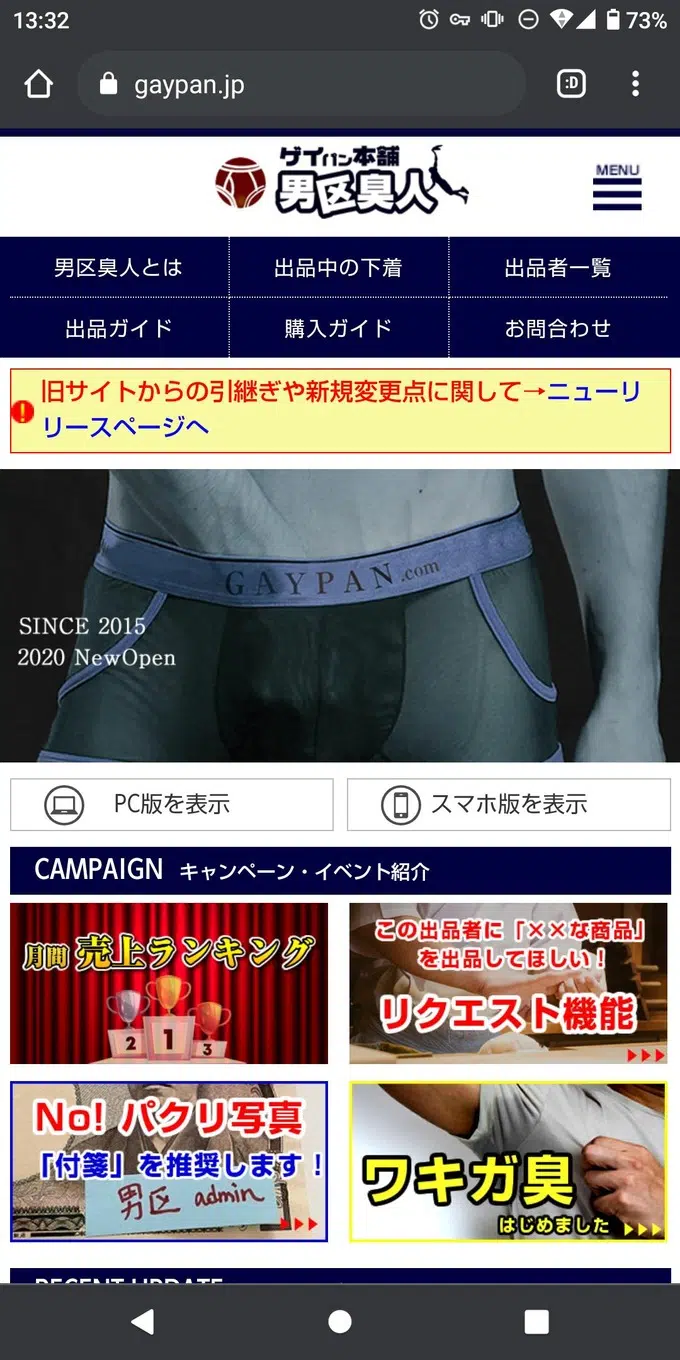 13:32
73%
:D
gaypan.jp
ゲイパン本舗
男区臭人
MENU
男区臭人とは
出品中の下着
出品者一覧
出品ガイド
購入ガイド
お問合わせ
旧サイトからの引継ぎや新規変更点に関して→ニューリ
リースページへ
GAYPAN.com
SINCE 2015
2020 NewOpen
PC版を表示
スマホ版を表示
CAMPAIGN キャンペーン・イベント紹介
月間 売上ランキング
2 1 3
この出品者に「××な商品」
を出品してほしい!
リクエスト機能
No! パクリ写真
「付箋」を推奨します!
男区 admin
ワキガ臭
はじめました
RECENT UPDATE